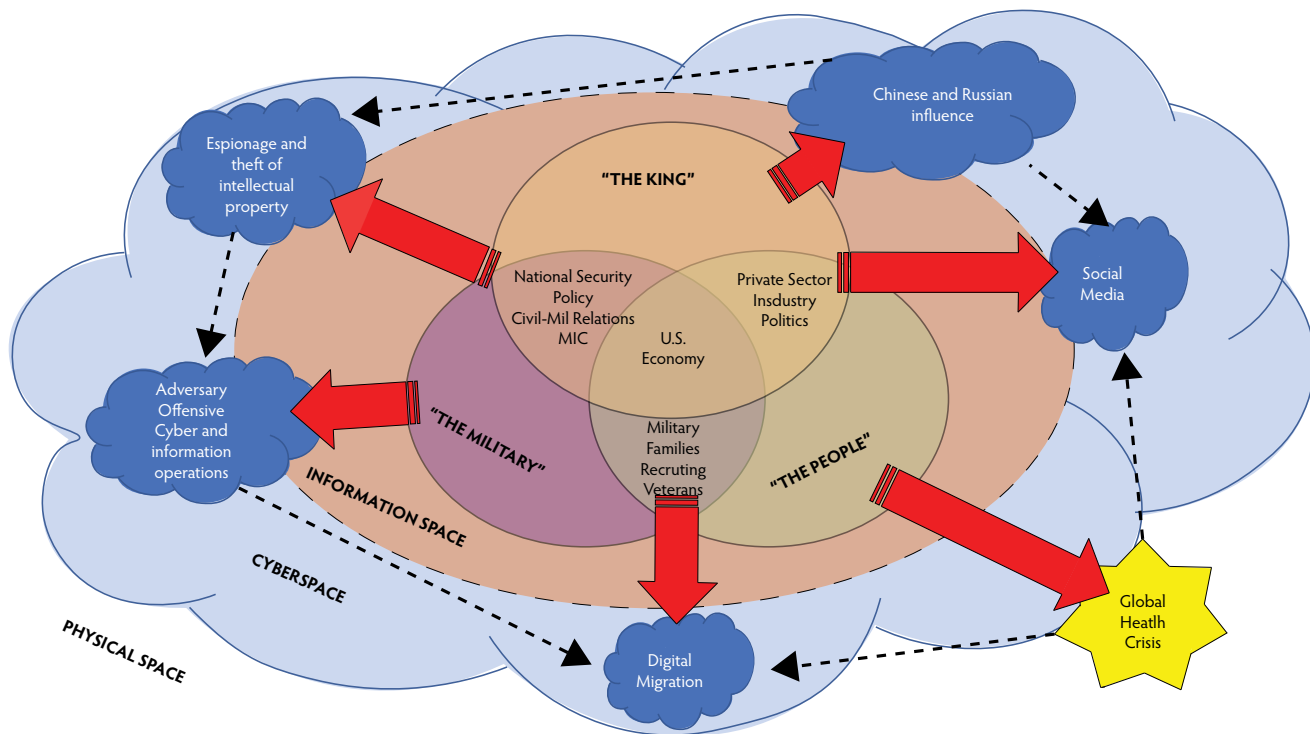 Chinese and Russian
influence
Espionage and
theft of
intellectual
property
"THE KING"
National Security
Policy
Civil-Mil Relations
MIC
Private Sector
Insdustry
Politics
Social
Media
U.S.
Economy
Adversary
Offensive
Cyber and
information
operations
"THE MILITARY"
Military
Families
Recruting
Veterans
"THE PEOPLE"
INFORMATION SPACE
CYBERSPACE
PHYSICAL SPACE
Digital
Migration
Global
Heatlh
Crisis